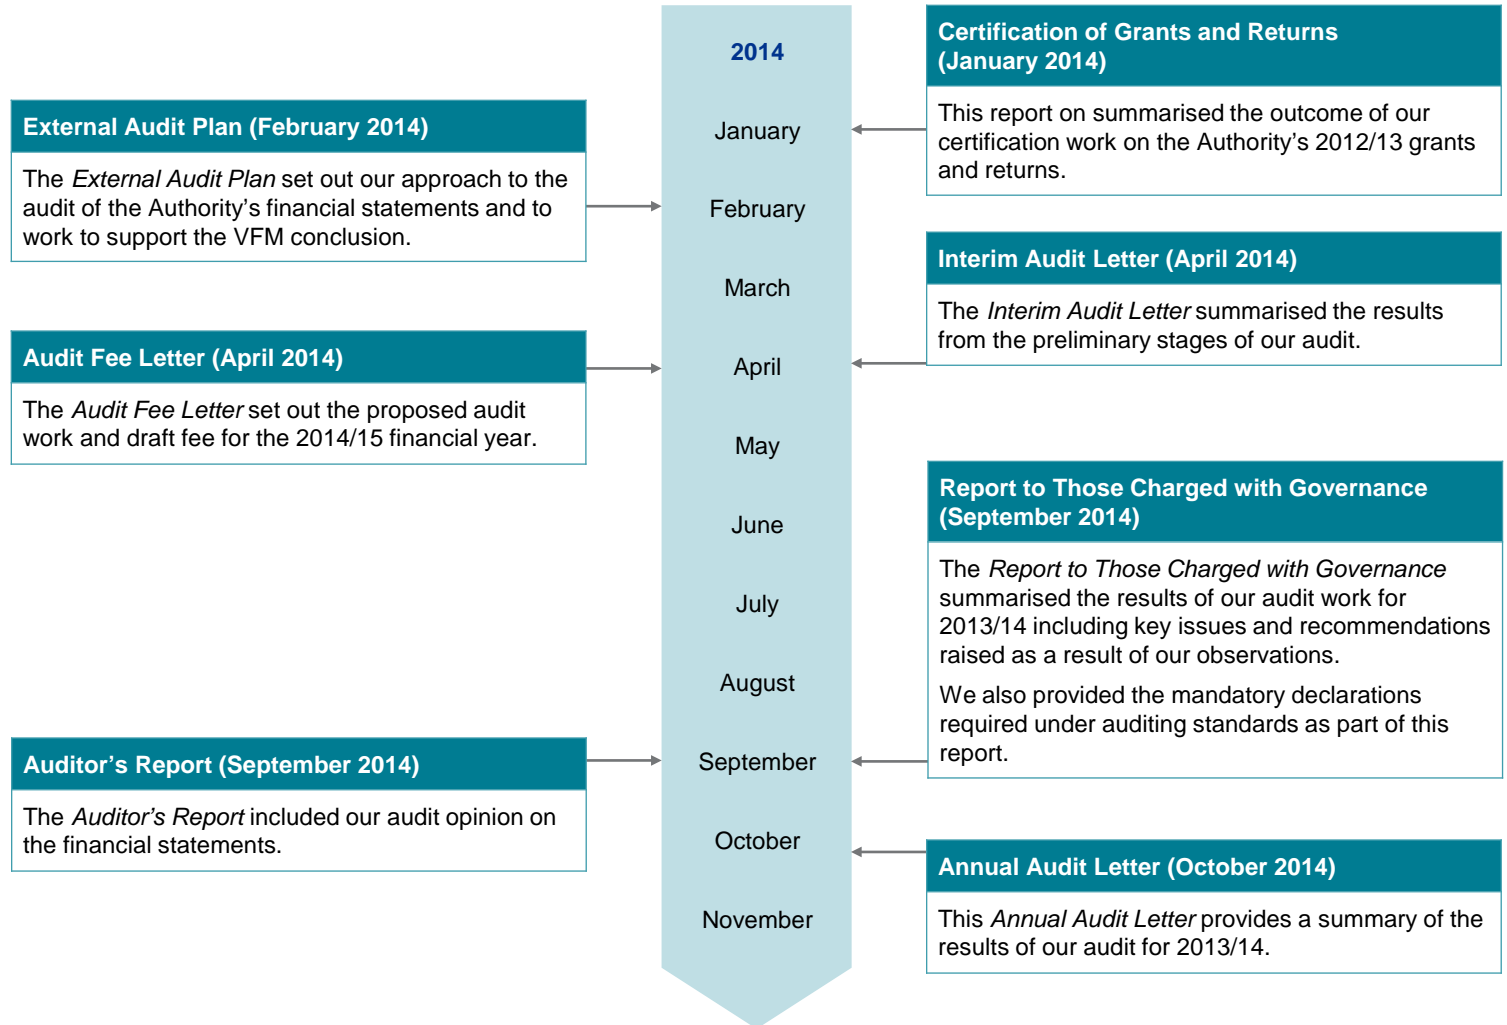 2014
January
February
March
April
May
June
July
August
September
October
November
External Audit Plan (February 2014)
The External Audit Plan set out our approach to the
audit of the Authority's financial statements and to
work to support the VFM conclusion.
Audit Fee Letter (April 2014)
The Audit Fee Letter set out the proposed audit
work and draft fee for the 2014/15 financial year.
Auditor's Report (September 2014)
The Auditor's Report included our audit opinion on
the financial statements.
Certification of Grants and Returns
(January 2014)
This report on summarised the outcome of our
certification work on the Authority's 2012/13 grants
and returns.
Interim Audit Letter (April 2014)
The Interim Audit Letter summarised the results
from the preliminary stages of our audit.
Report to Those Charged with Governance
(September 2014)
The Report to Those Charged with Governance
summarised the results of our audit work for
2013/14 including key issues and recommendations
raised as a result of our observations.
We also provided the mandatory declarations
required under auditing standards as part of this
report.
Annual Audit Letter (October 2014)
This Annual Audit Letter provides a summary of the
results of our audit for 2013/14.